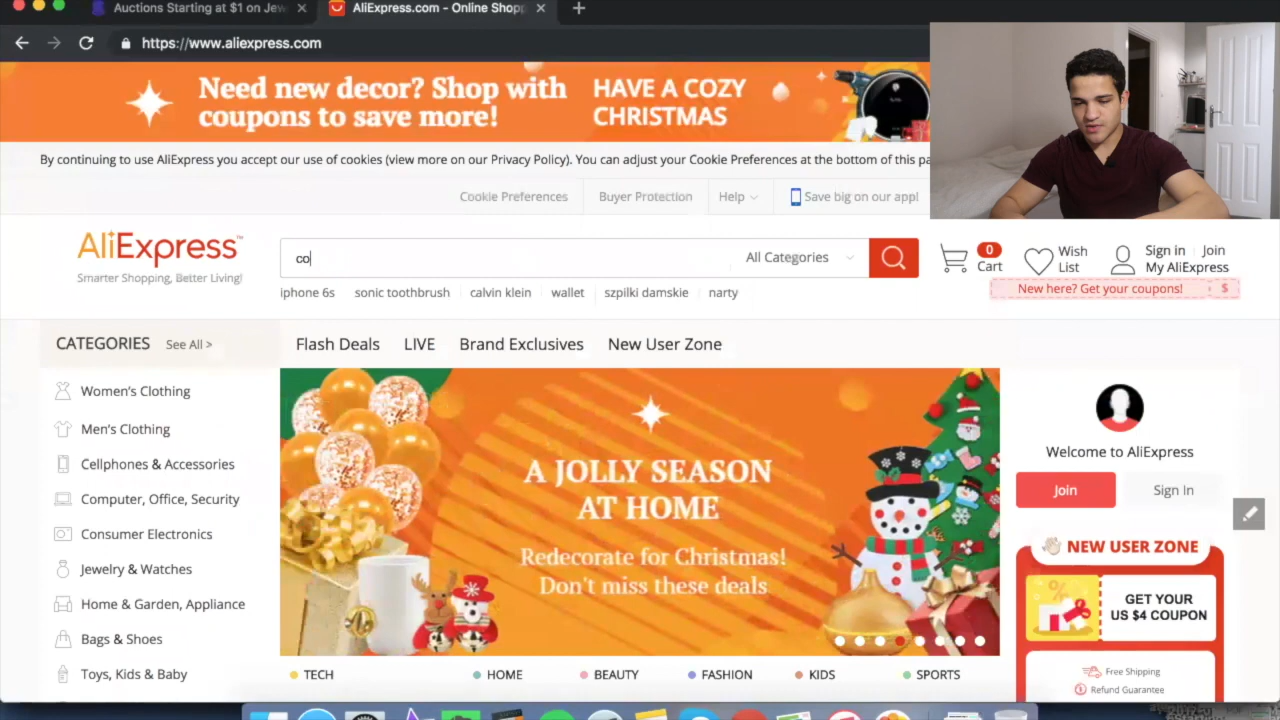 Auctions Starting at $1 on Jew
AliExpress.com - Online Shopp
https://www.aliexpress.com
Need new decor? Shop with
coupons to save more!
HAVE A COZY
CHRISTMAS
By continuing to use AliExpress you accept our use of cookies (view more on our Privacy Policy). You can adjust your Cookie Preferences at the bottom of this pa
Cookie Preferences
Buyer Protection
Help
Save big on our app!
AliExpress™
Smarter Shopping, Better Living!
co
All Categories
0
Cart
Wish
List
Sign in Join
My AliExpress
New here? Get your coupons! $
iphone 6s sonic toothbrush calvin klein wallet szpilki damskie narty
CATEGORIES See All >
Flash Deals LIVE Brand Exclusives New User Zone
Women's Clothing
Men's Clothing
Cellphones & Accessories
Computer, Office, Security
Consumer Electronics
Jewelry & Watches
Home & Garden, Appliance
Bags & Shoes
Toys, Kids & Baby
A JOLLY SEASON
AT HOME
Redecorate for Christmas!
Don't miss these deals
TECH HOME BEAUTY FASHION KIDS SPORTS
Welcome to AliExpress
Join Sign In
NEW USER ZONE
GET YOUR
US $4 COUPON
Free Shipping
Refund Guarantee